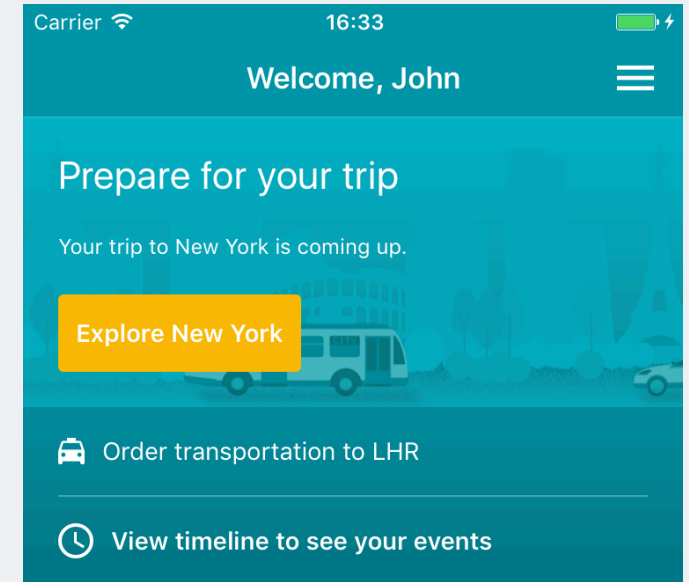 Carrier
16:33
Welcome, John
Prepare for your trip
Your trip to New York is coming up.
Explore New York
CITY
Order transportation to LHR
View timeline to see your events